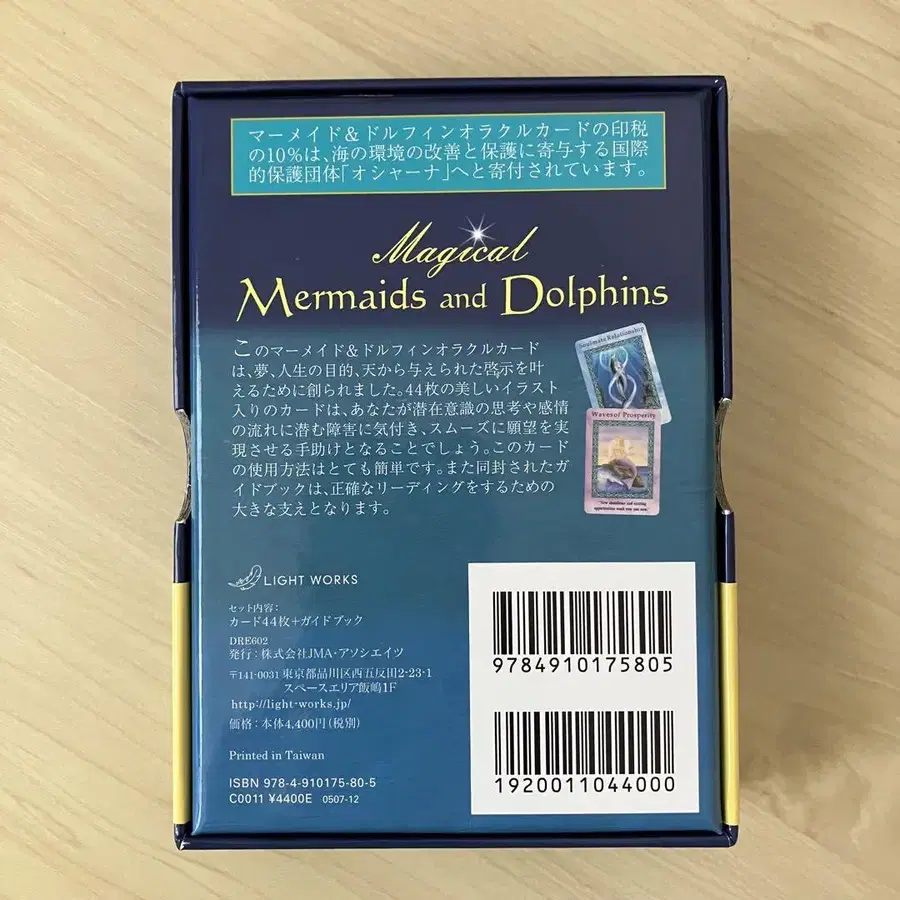 マーメイド&ドルフィンオラクルカードの印税
の10%は、海の環境の改善と保護に寄与する国際
的保護団体「オシャーナ」へと寄付されています。
Magical
Mermaids and Dolphins
このマーメイド&ドルフィンオラクルカード
は、夢、人生の目的、天から与えられた啓示を叶
えるために創られました。44枚の美しいイラスト
入りのカードは、あなたが潜在意識の思考や感情
の流れに潜む障害に気付き、スムーズに願望を実
現させる手助けとなることでしょう。このカード
の使用方法はとても簡単です。また同封されたガ
イドブックは、正確なリーディングをするための
大きな支えとなります。
Soulmate Relationship
Waves of Prosperity
"New abundance and exciting
opportunities wash over you now."
LIGHT WORKS
セット内容:
カード44枚+ガイドブック
DRE602
発行:株式会社JMA・アソシエイツ
〒141-0031 東京都品川区西五反田2-23-1
スペースエリア飯嶋1F
http://light-works.jp/
価格:本体4,400円(税別)
Printed in Taiwan
ISBN 978-4-910175-80-5
C0011 ¥4400E 0507-12
9784910175805
1920011044000